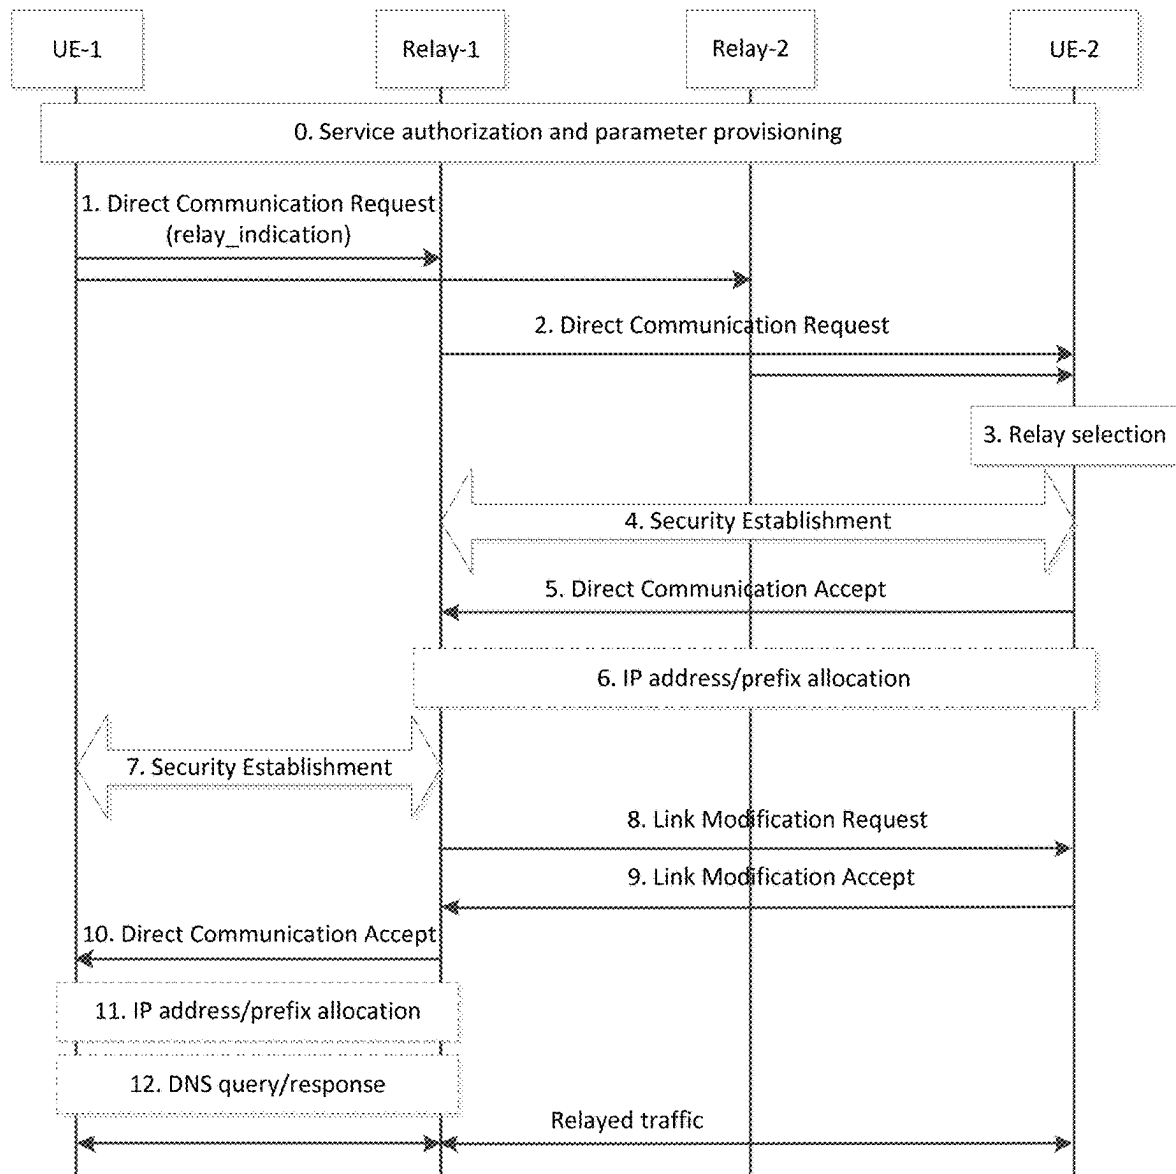 UE-1
Relay-1
Relay-2
UE-2
0. Service authorization and parameter provisioning
1. Direct Communication Request
(relay_indication)
2. Direct Communication Request
3. Relay selection
4. Security Establishment
5. Direct Communication Accept
6. IP address/prefix allocation
7. Security Establishment
8. Link Modification Request
9. Link Modification Accept
10. Direct Communication Accept
11. IP address/prefix allocation
12. DNS query/response
Relayed traffic